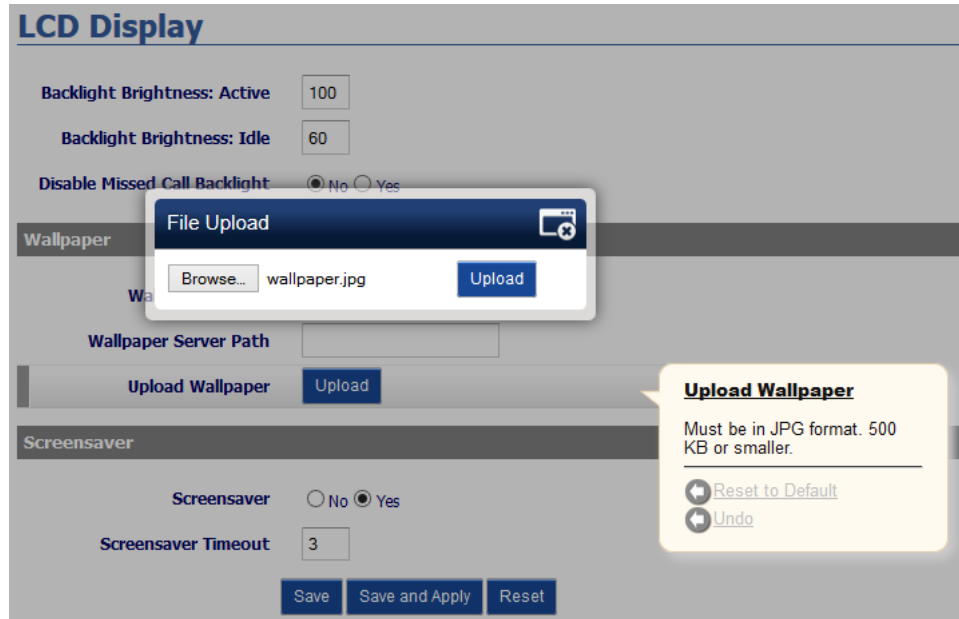 LCD Display
Backlight Brightness: Active 100
Backlight Brightness: Idle 60
Disable Missed Call Backlight No Yes
File Upload
Wallpaper
Browse... wallpaper.jpg Upload
Wa
Wallpaper Server Path
Upload Wallpaper Upload
Upload Wallpaper
Must be in JPG format. 500
KB or smaller.
Reset to Default
Undo
Screensaver
Screensaver No Yes
Screensaver Timeout 3
Save Save and Apply Reset